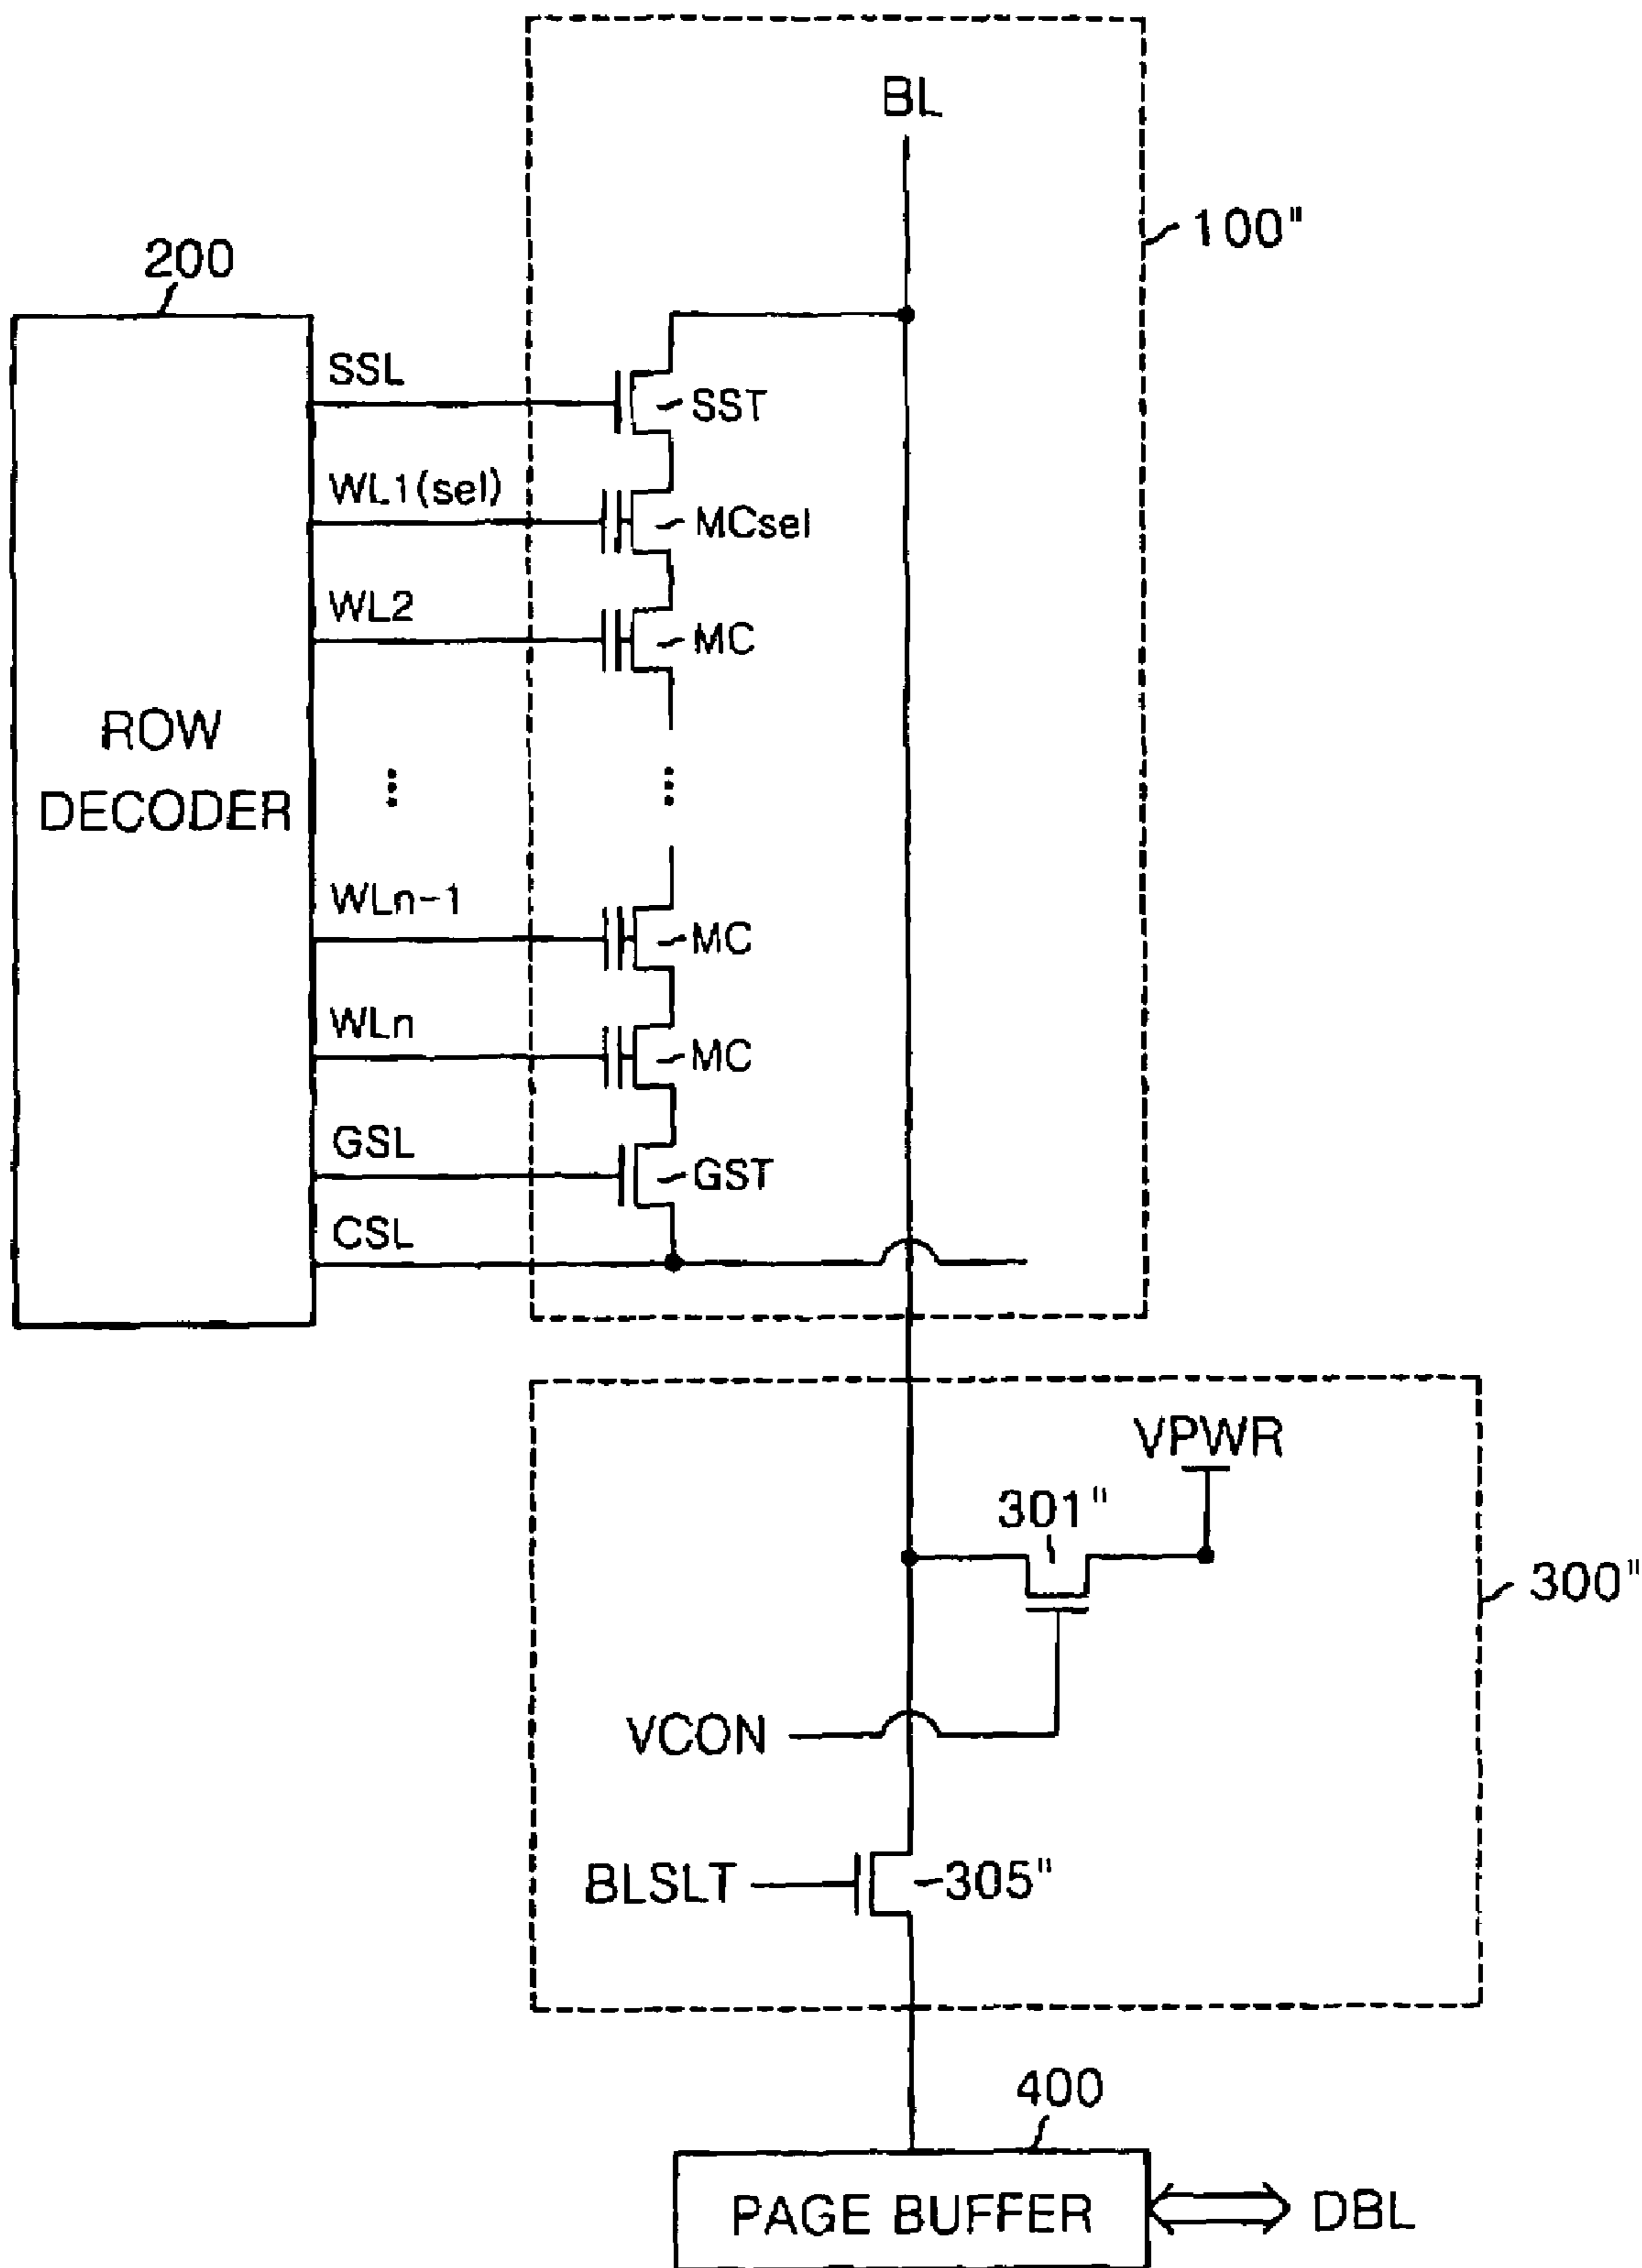 BL
100"
200
SSL
SST
WL1(sel)
MCsel
WL2
MC
ROW
DECODER
WLn-1
MC
WLn
MC
GSL
GST
CSL
VPWR
301"
300"
VCON
BLSLT
305"
400
PAGE BUFFER
DBL